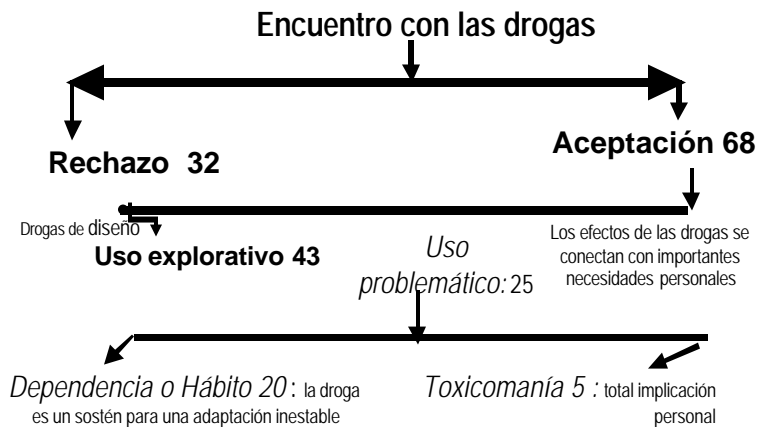 Encuentro con las drogas
Rechazo 32
Aceptación 68
Drogas de diseño
Uso explorativo 43
Uso
problemático: 25
Los efectos de las drogas se
conectan con importantes
necesidades personales
Dependencia o Hábito 20 : la droga
es un sostén para una adaptación inestable
Toxicomanía 5 : total implicación
personal